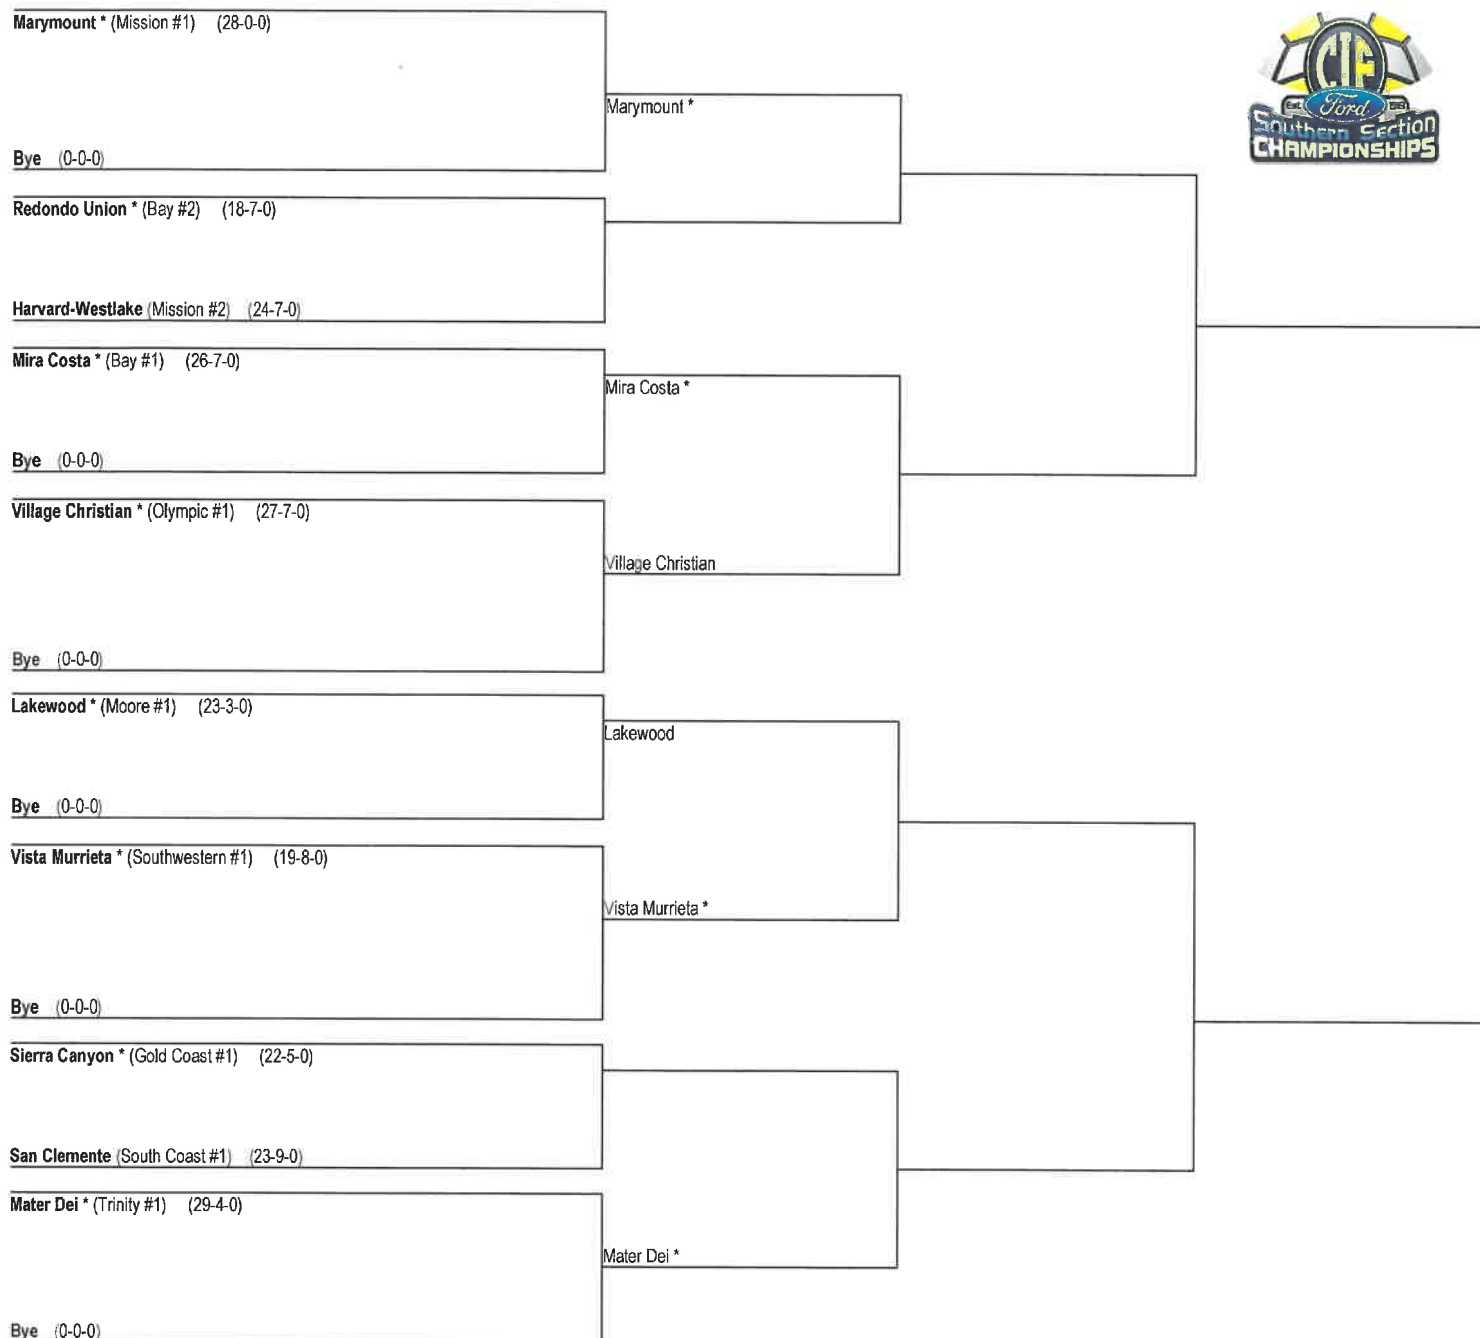 Marymount * (Mission #1) (28-0-0)
Marymount *
Bye (0-0-0)
Redondo Union * (Bay #2) (18-7-0)
Harvard-Westlake (Mission #2) (24-7-0)
Mira Costa * (Bay #1) (26-7-0)
Mira Costa *
Bye (0-0-0)
Village Christian * (Olympic #1) (27-7-0)
Village Christian
Bye (0-0-0)
Lakewood * (Moore #1) (23-3-0)
Lakewood
Bye (0-0-0)
Vista Murrieta * (Southwestern #1) (19-8-0)
Vista Murrieta *
Bye (0-0-0)
Sierra Canyon * (Gold Coast #1) (22-5-0)
San Clemente (South Coast #1) (23-9-0)
Mater Dei * (Trinity #1) (29-4-0)
Mater Dei *
Bye (0-0-0)
CIF
Ford
Southern Section
CHAMPIONSHIPS